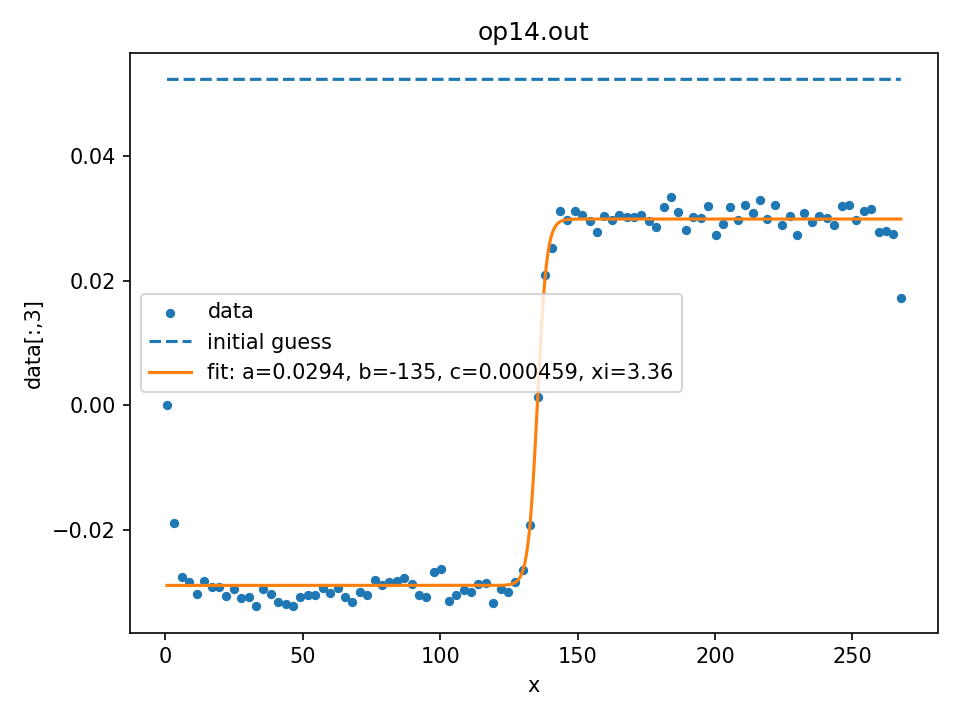 op14.out
0.04
0.02
0.00
−0.02
data[:,3]
data
initial guess
fit: a=0.0294, b=-135, c=0.000459, xi=3.36
0 50 100 150 200 250
x